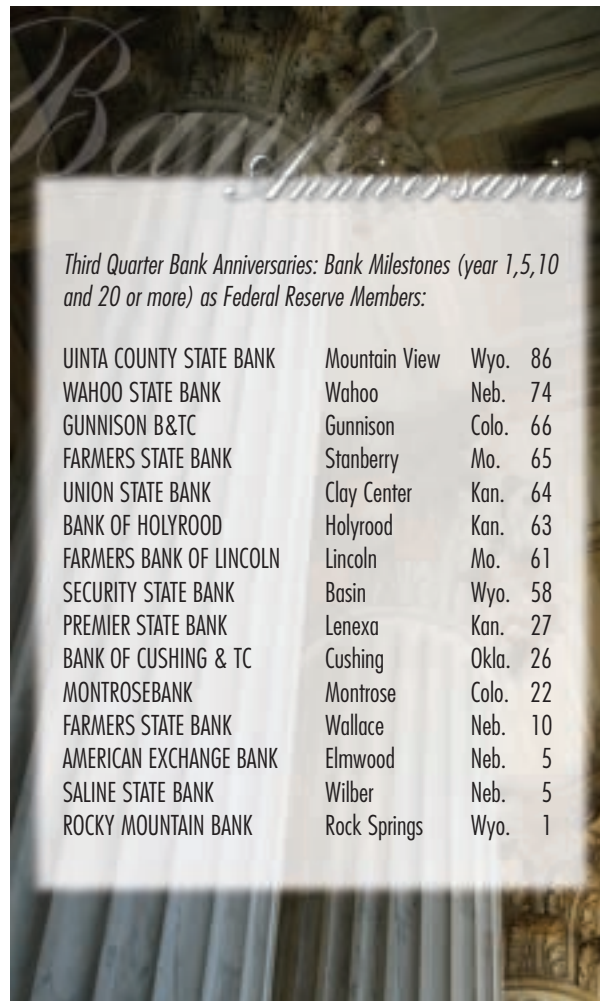 Bank
Anniversaries
Third Quarter Bank Anniversaries: Bank Milestones (year 1,5,10
and 20 or more) as Federal Reserve Members:
UINTA COUNTY STATE BANK Mountain View Wyo. 86
WAHOO STATE BANK Wahoo Neb. 74
GUNNISON B&TC Gunnison Colo. 66
FARMERS STATE BANK Stanberry Mo. 65
UNION STATE BANK Clay Center Kan. 64
BANK OF HOLYROOD Holyrood Kan. 63
FARMERS BANK OF LINCOLN Lincoln Mo. 61
SECURITY STATE BANK Basin Wyo. 58
PREMIER STATE BANK Lenexa Kan. 27
BANK OF CUSHING & TC Cushing Okla. 26
MONTROSEBANK Montrose Colo. 22
FARMERS STATE BANK Wallace Neb. 10
AMERICAN EXCHANGE BANK Elmwood Neb. 5
SALINE STATE BANK Wilber Neb. 5
ROCKY MOUNTAIN BANK Rock Springs Wyo. 1